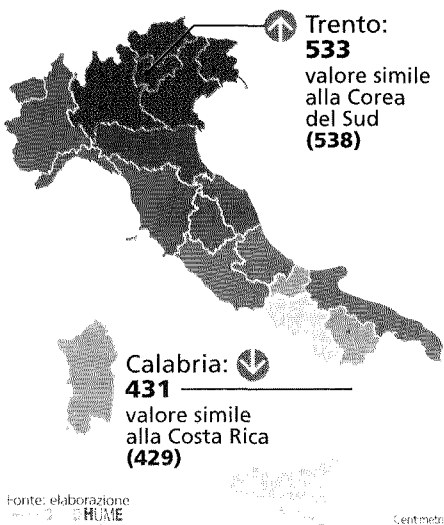 Trento:
533
valore simile
alla Corea
del Sud
(538)
Calabria:
431
valore simile
alla Costa Rica
(429)
Fonte: elaborazione
HUME
Centimetri